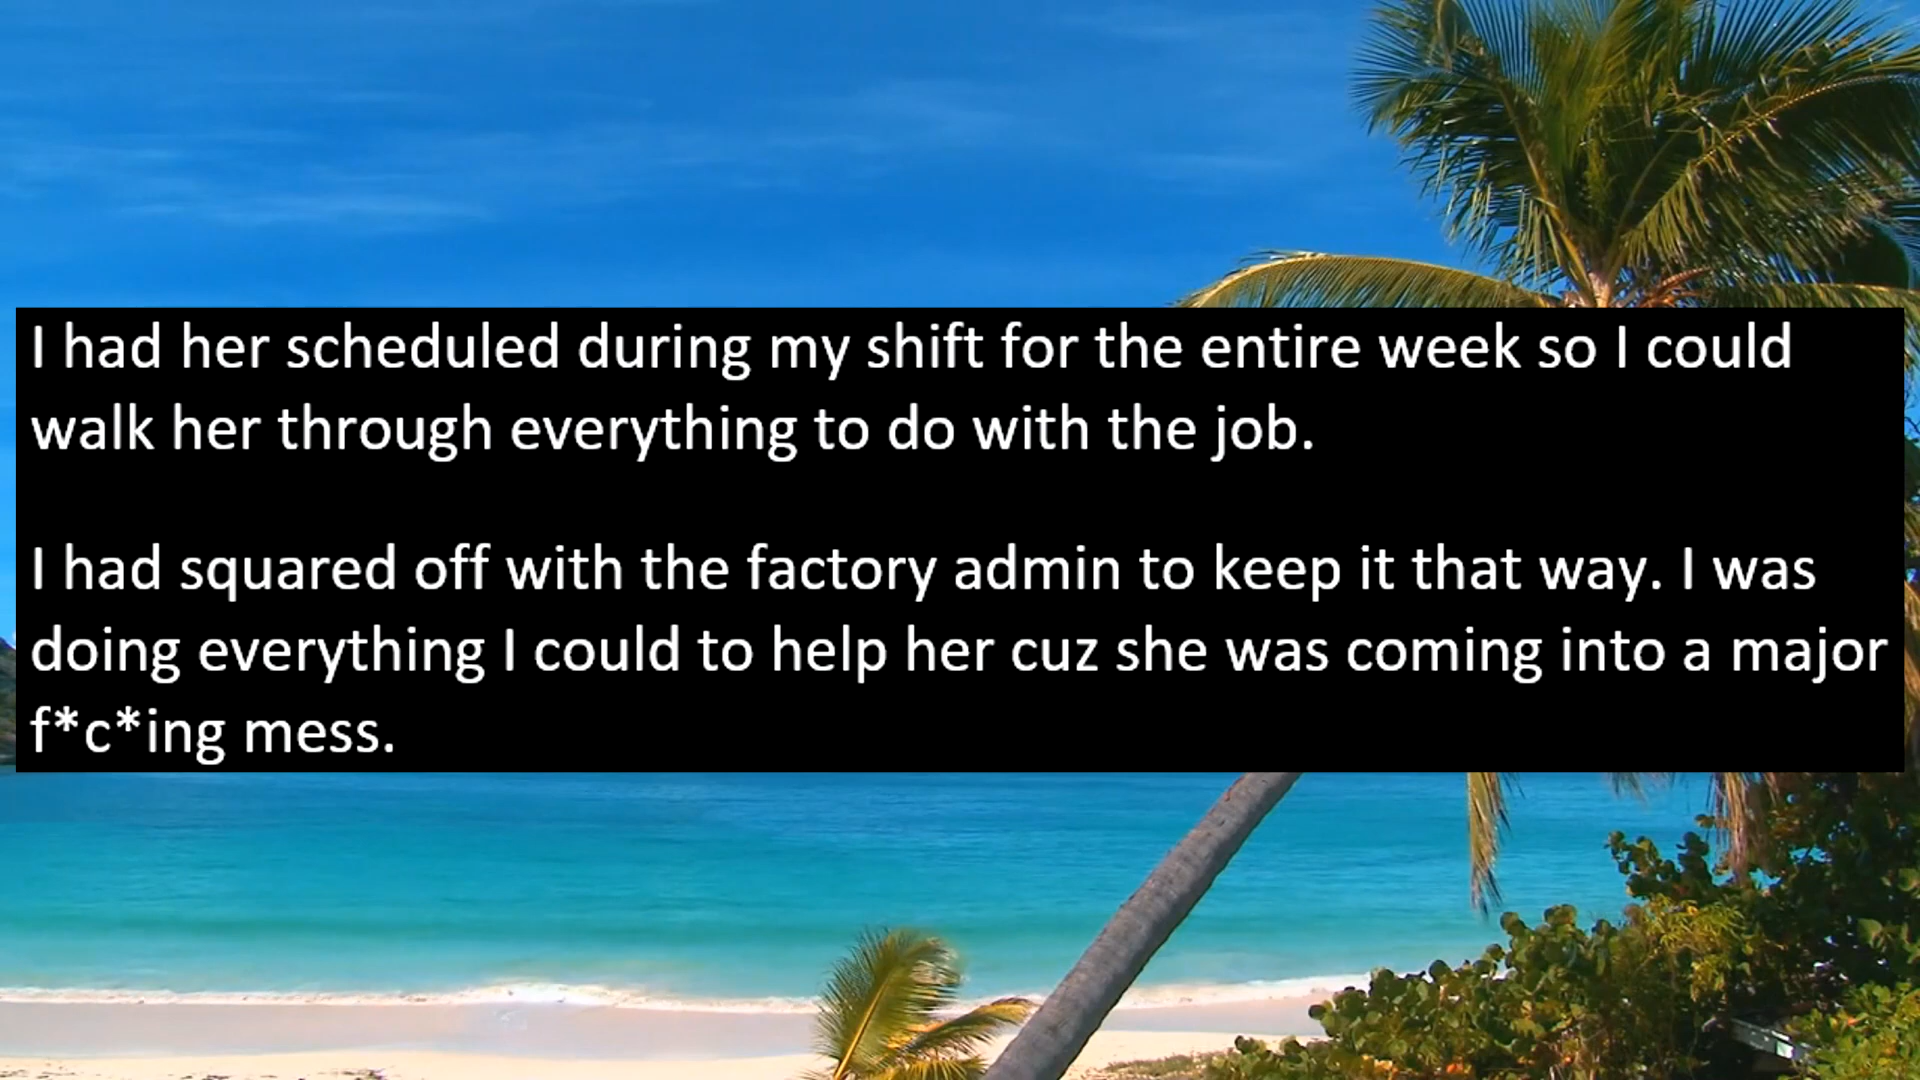 I had her scheduled during my shift for the entire week so I could
walk her through everything to do with the job.
I had squared off with the factory admin to keep it that way. I was
doing everything I could to help her cuz she was coming into a major
f*c*ing mess.